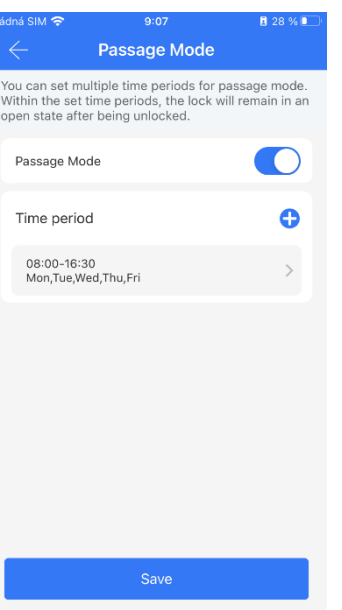 ádná SIM 9:07 28 %
Passage Mode
You can set multiple time periods for passage mode.
Within the set time periods, the lock will remain in an
open state after being unlocked.
Passage Mode
Time period
08:00-16:30
Mon,Tue,Wed,Thu,Fri
Save